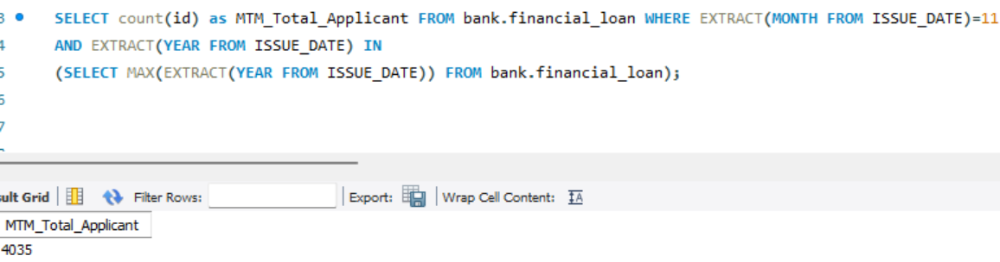 3 SELECT count(id) as MTM_Total_Applicant FROM bank.financial_loan WHERE EXTRACT(MONTH FROM ISSUE_DATE)=11
4 AND EXTRACT(YEAR FROM ISSUE_DATE) IN
5 (SELECT MAX(EXTRACT(YEAR FROM ISSUE_DATE)) FROM bank.financial_loan);
6
7
sult Grid Filter Rows: Export: Wrap Cell Content: IA
MTM_Total_Applicant
4035